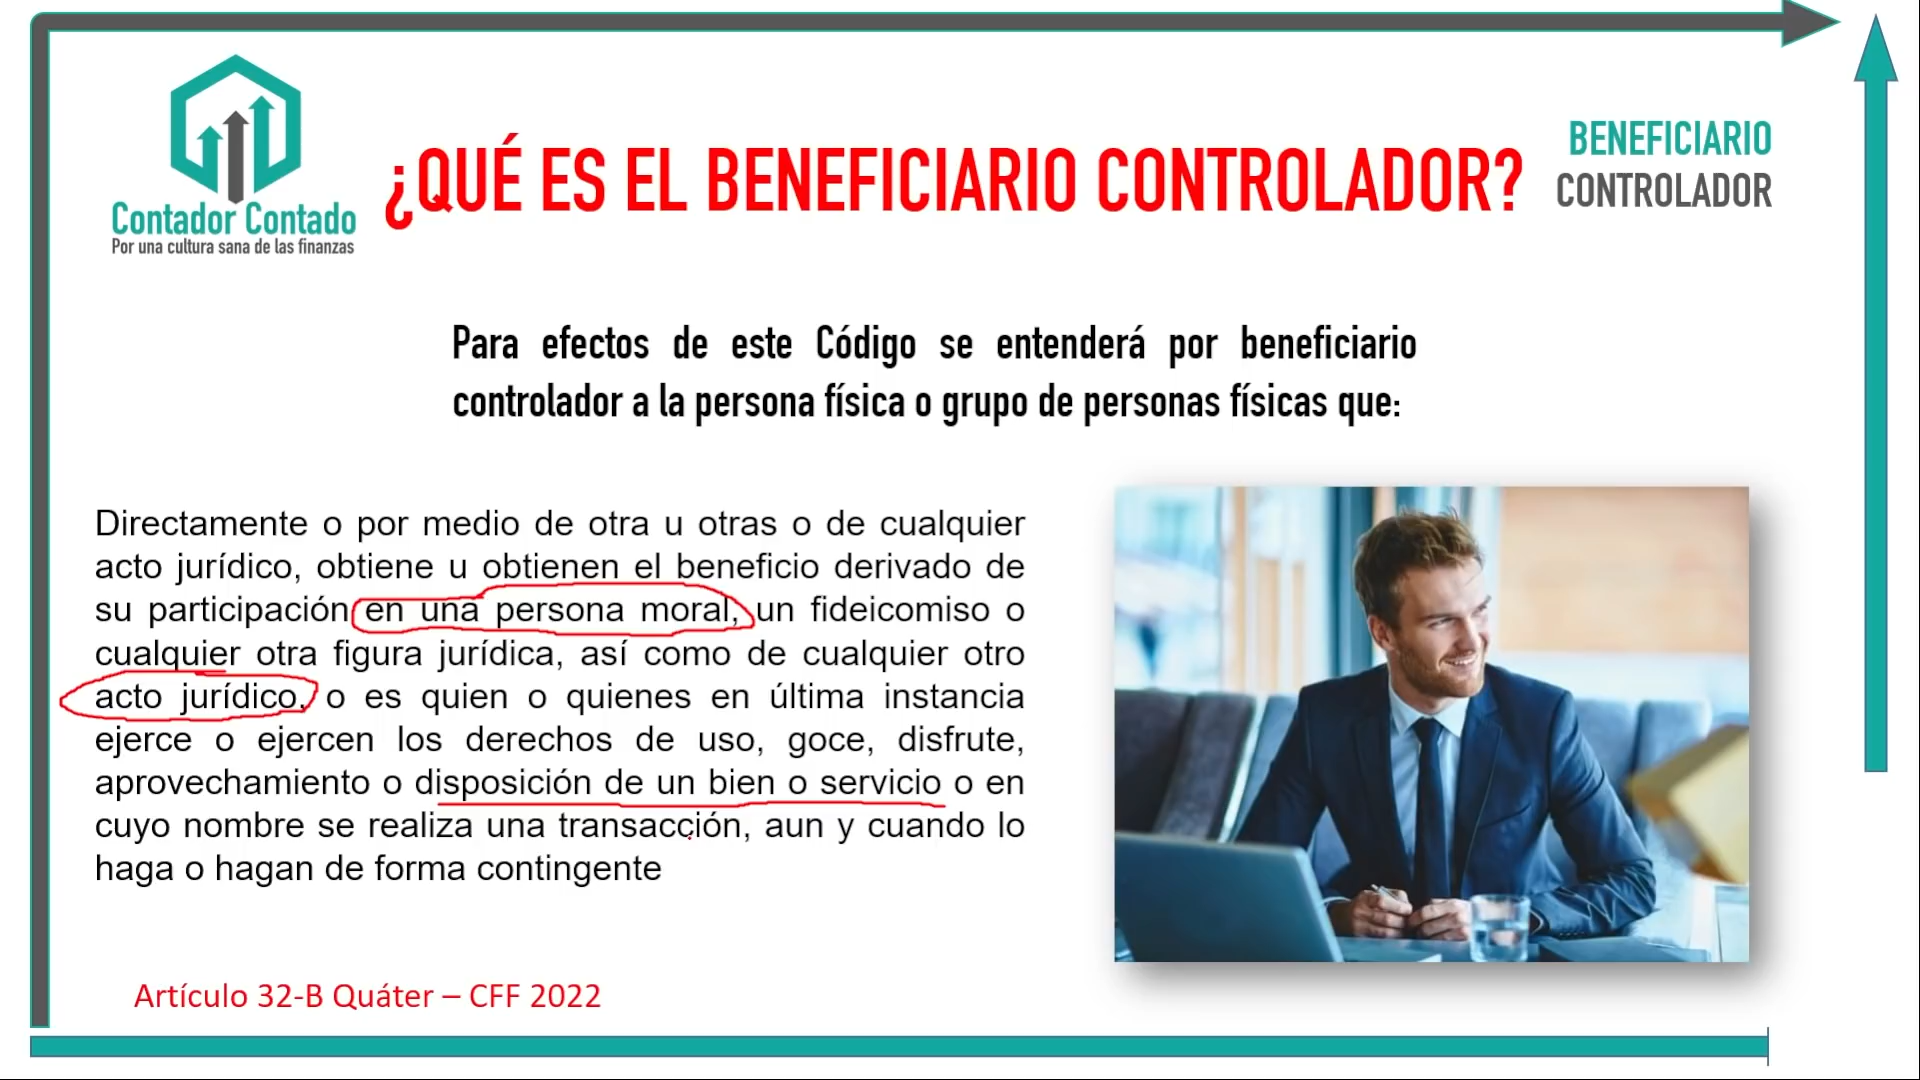 Contador Contado
Por una cultura sana de las finanzas
¿QUÉ ES EL BENEFICIARIO CONTROLADOR?
BENEFICIARIO
CONTROLADOR
Para efectos de este Código se entenderá por beneficiario
controlador a la persona física o grupo de personas físicas que:
Directamente o por medio de otra u otras o de cualquier
acto jurídico, obtiene u obtienen el beneficio derivado de
su participación en una persona moral, un fideicomiso o
cualquier otra figura jurídica, así como de cualquier otro
acto jurídico, o es quien o quienes en última instancia
ejerce o ejercen los derechos de uso, goce, disfrute,
aprovechamiento o disposición de un bien o servicio o en
cuyo nombre se realiza una transacción, aun y cuando lo
haga o hagan de forma contingente
Artículo 32-B Quáter – CFF 2022